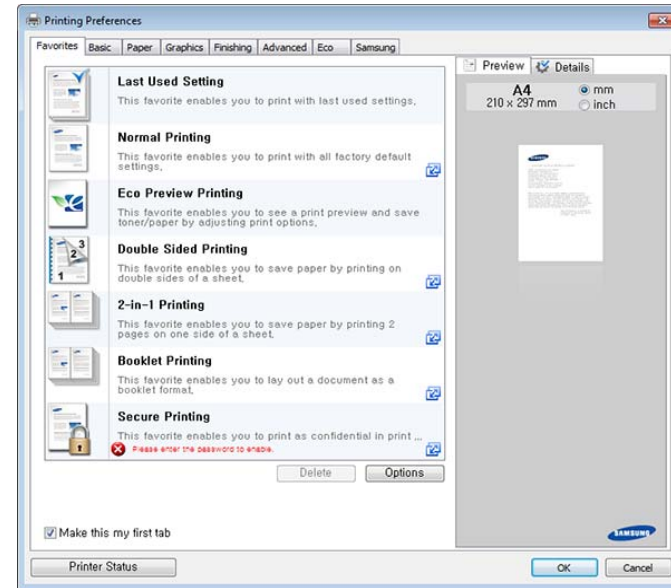 Printing Preferences
Favorites Basic Paper Graphics Finishing Advanced Eco Samsung
Last Used Setting
This favorite enables you to print with last used settings.
Normal Printing
This favorite enables you to print with all factory default
settings.
Eco Preview Printing
This favorite enables you to see a print preview and save
toner/paper by adjusting print options.
Double Sided Printing
This favorite enables you to save paper by printing on
double sides of a sheet.
2-in-1 Printing
This favorite enables you to save paper by printing 2
pages on one side of a sheet.
Booklet Printing
This favorite enables you to lay out a document as a
booklet format.
Secure Printing
This favorite enables you to print as confidential in print ...
Please enter the password to enable.
Delete Options
Make this my first tab
Printer Status
Preview Details
A4
210 x 297 mm
mm
inch
SAMSUNG
OK Cancel
1 2 3